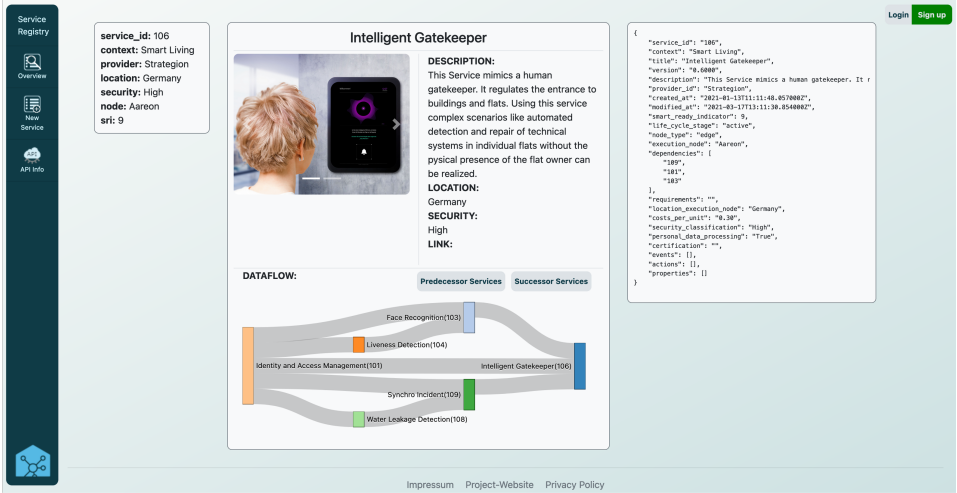 Service
Registry
Overview
New
Service
API
API Info
Login
Sign up
service_id: 106
context: Smart Living
provider: Strategion
location: Germany
security: High
node: Aareon
sri: 9
Intelligent Gatekeeper
DESCRIPTION:
This Service mimics a human
gatekeeper. It regulates the entrance to
buildings and flats. Using this service
complex scenarios like automated
detection and repair of technical
systems in individual flats without the
pysical presence of the flat owner can
be realized.
LOCATION:
Germany
SECURITY:
High
LINK:
DATAFLOW:
Predecessor Services
Successor Services
Face Recognition(103)
Liveness Detection(104)
Identity and Access Management(101)
Intelligent Gatekeeper(106)
Synchro Incident(109)
Water Leakage Detection(108)
{
"service_id": "106",
"context": "Smart Living",
"title": "Intelligent Gatekeeper",
"version": "0.6000",
"description": "This Service mimics a human gatekeeper. It r
"provider_id": "Strategion",
"created_at": "2021-01-13T11:11:48.057000Z",
"modified_at": "2021-03-17T13:11:30.854000Z",
"smart_ready_indicator": 9,
"life_cycle_stage": "active",
"node_type": "edge",
"execution_node": "Aareon",
"dependencies": [
"109",
"101",
"103"
],
"requirements": "",
"location_execution_node": "Germany",
"costs_per_unit": "0.30",
"security_classification": "High",
"personal_data_processing": "True",
"certification": "",
"events": [],
"actions": [],
"properties": []
}
Impressum Project-Website Privacy Policy